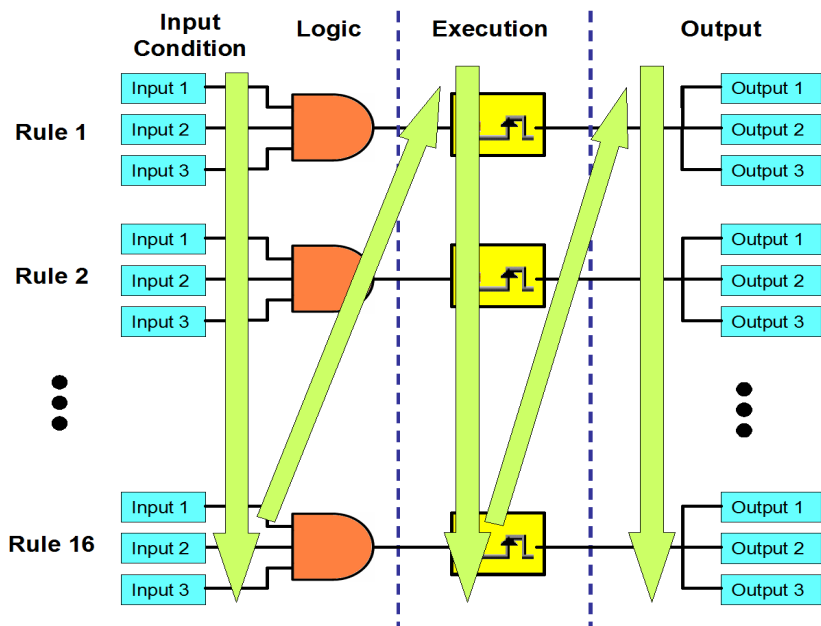 Input
Condition
Logic
Execution
Output
Rule 1
Input 1
Input 2
Input 3
Output 1
Output 2
Output 3
Rule 2
Input 1
Input 2
Input 3
Output 1
Output 2
Output 3
Rule 16
Input 1
Input 2
Input 3
Output 1
Output 2
Output 3